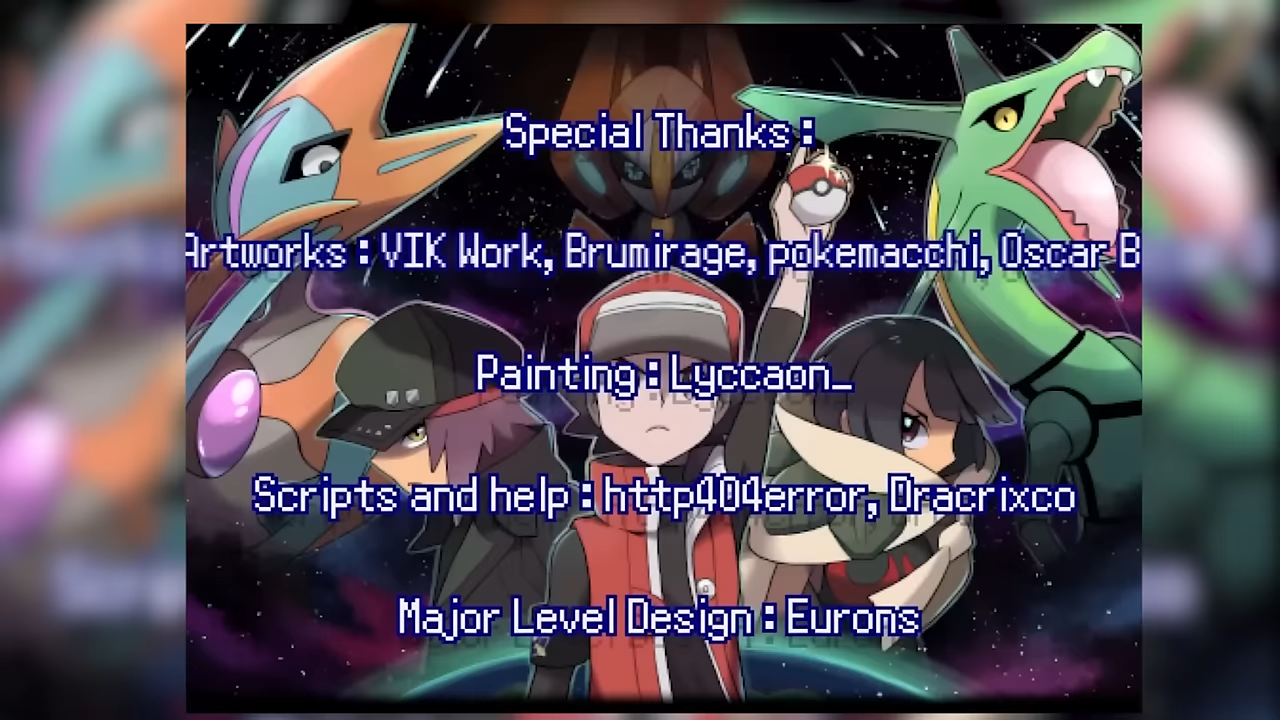 Special Thanks :
Artworks : VIK Work, Brumirage, pokemacchi, Oscar B
Painting : Lyccaon_
Scripts and help : http404error, Dracrixco
Major Level Design : Eurons